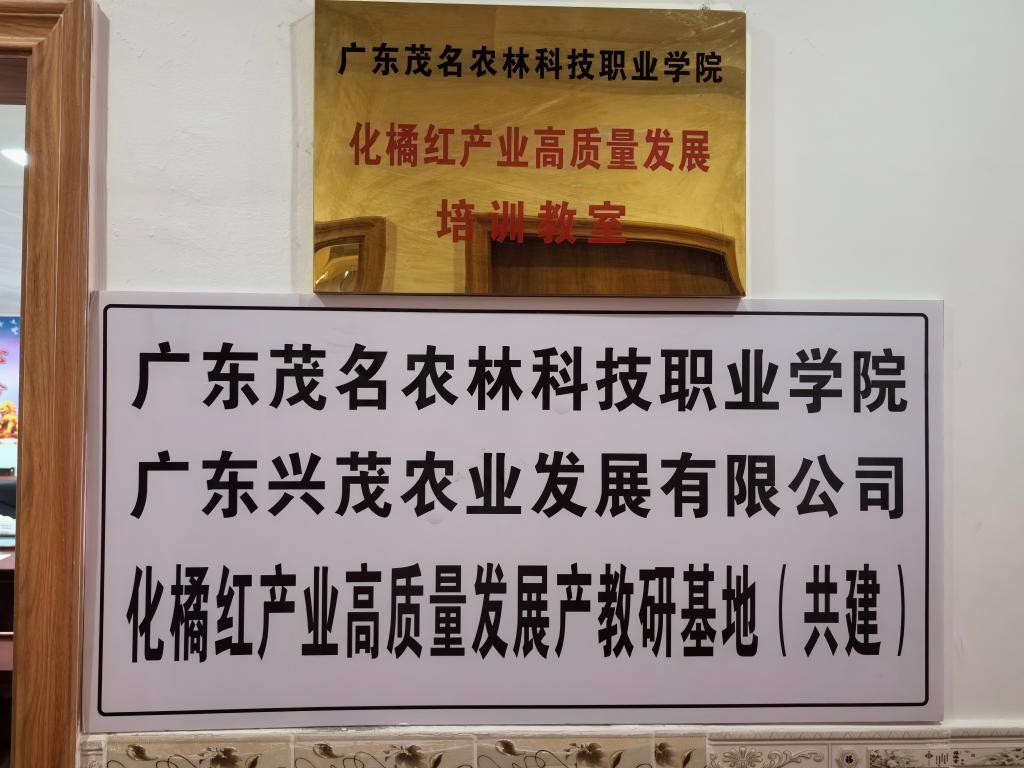 广东茂名农林科技职业学院
化橘红产业高质量发展
培训教室
广东茂名农林科技职业学院
广东兴茂农业发展有限公司
化橘红产业高质量发展产教研基地（共建）